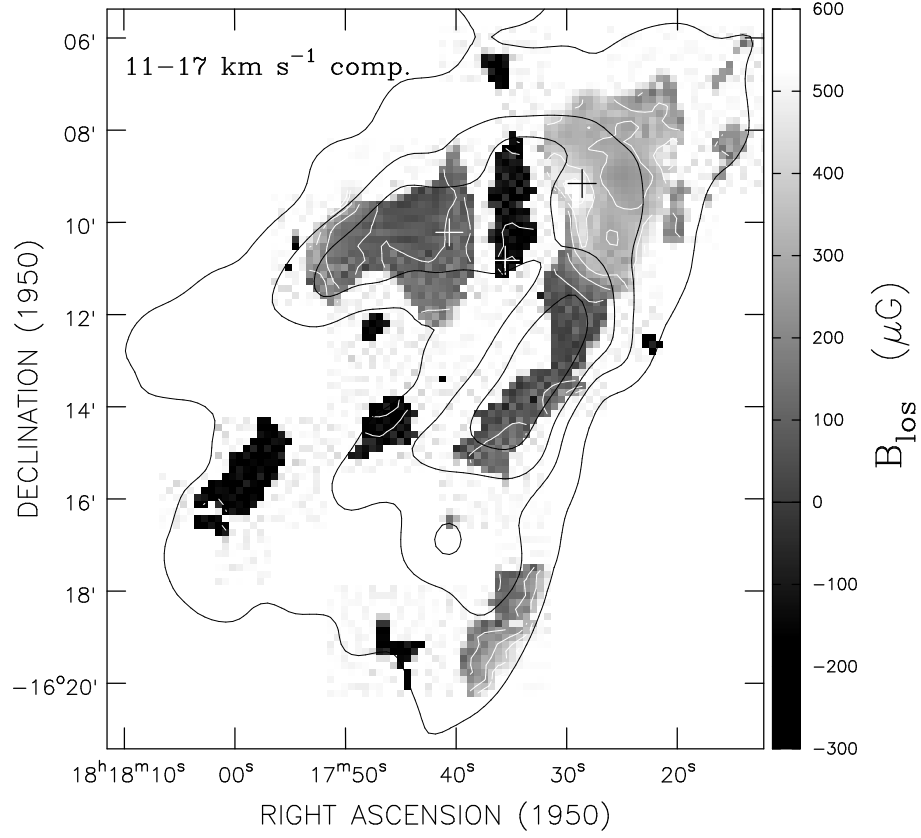 11−17 km s⁻¹ comp.
06'
08'
10'
12'
14'
16'
18'
−16°20'
DECLINATION (1950)
18ʰ18ᵐ10ˢ
00ˢ
17ᵐ50ˢ
40ˢ
30ˢ
20ˢ
RIGHT ASCENSION (1950)
600
500
400
300
200
100
0
−100
−200
−300
B_los (μG)